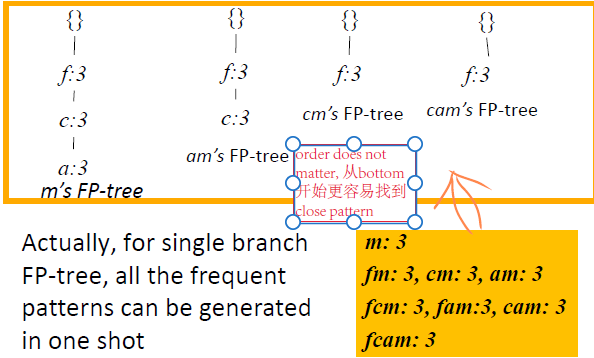 {}
{}
{}
{}
f:3
f:3
f:3
f:3
c:3
c:3
cm's FP-tree
cam's FP-tree
a:3
am's FP-tree
m's FP-tree
order does not
matter, 从bottom
开始更容易找到
close pattern
Actually, for single branch
FP-tree, all the frequent
patterns can be generated
in one shot
m: 3
fm: 3, cm: 3, am: 3
fcm: 3, fam:3, cam: 3
fcam: 3